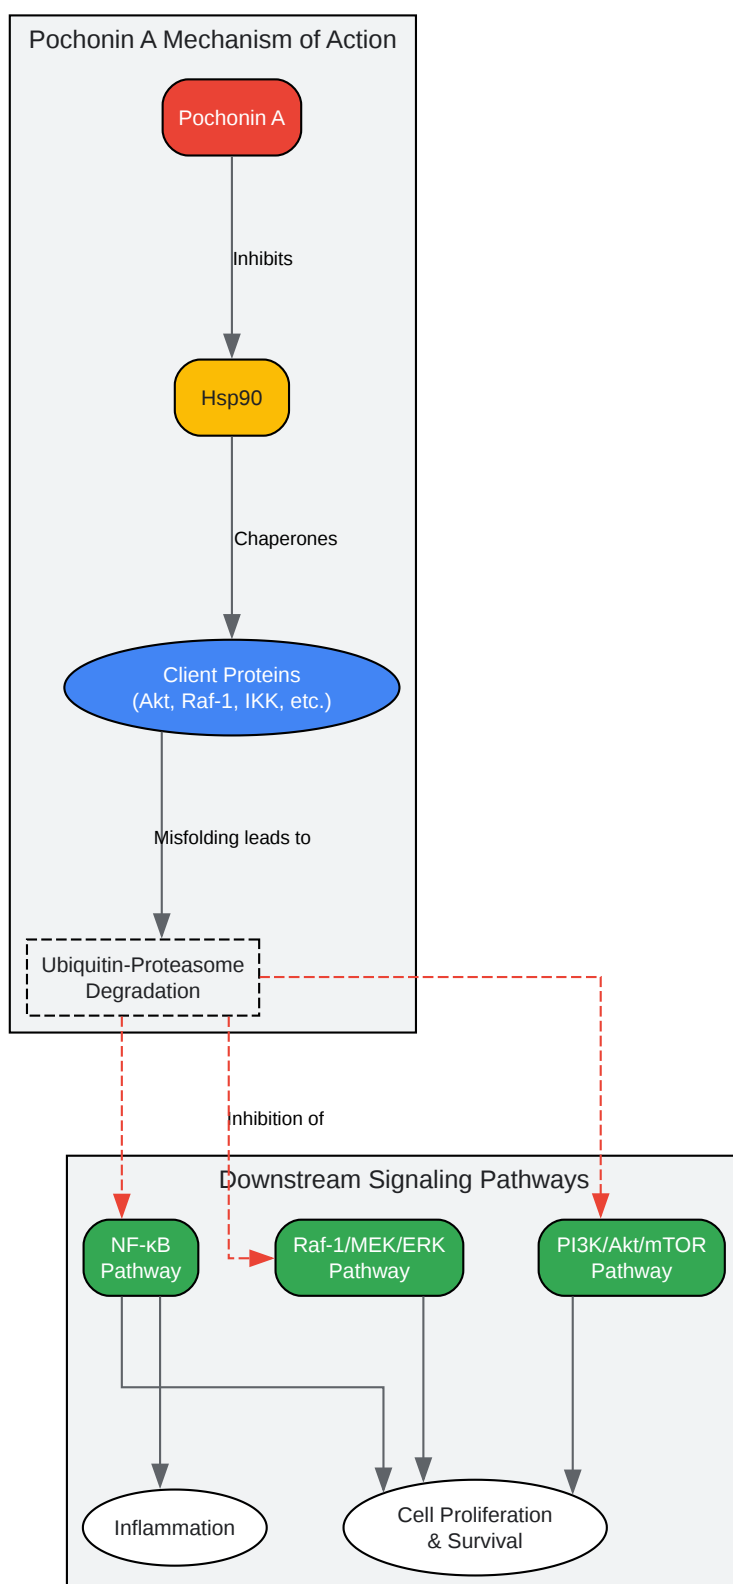 Pochonin A Mechanism of Action
Pochonin A
Inhibits
Hsp90
Chaperones
Client Proteins
(Akt, Raf-1, IKK, etc.)
Misfolding leads to
Ubiquitin-Proteasome
Degradation
Inhibition of
Downstream Signaling Pathways
NF-κB
Pathway
Raf-1/MEK/ERK
Pathway
PI3K/Akt/mTOR
Pathway
Inflammation
Cell Proliferation
& Survival